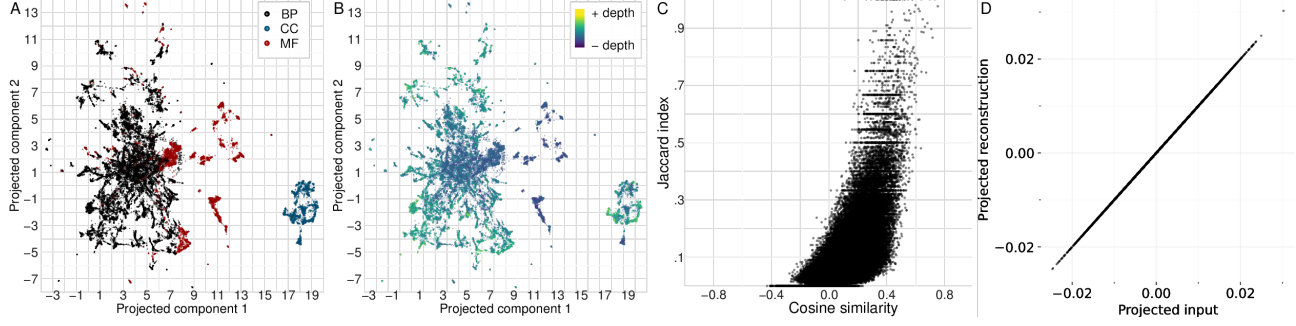 A
BP
CC
MF
13
11
9
7
5
3
1
−1
−3
−5
−7
Projected component 2
−3 −1 1 3 5 7 9 11 13 15 17 19
Projected component 1
B
+ depth
− depth
13
11
9
7
5
3
1
−1
−3
−5
−7
Projected component 2
−3 −1 1 3 5 7 9 11 13 15 17 19
Projected component 1
C
.9
.7
.5
.3
.1
Jaccard index
−0.8 −0.4 0.0 0.4 0.8
Cosine similarity
D
0.02
0.00
−0.02
Projected reconstruction
−0.02 0.00 0.02
Projected input